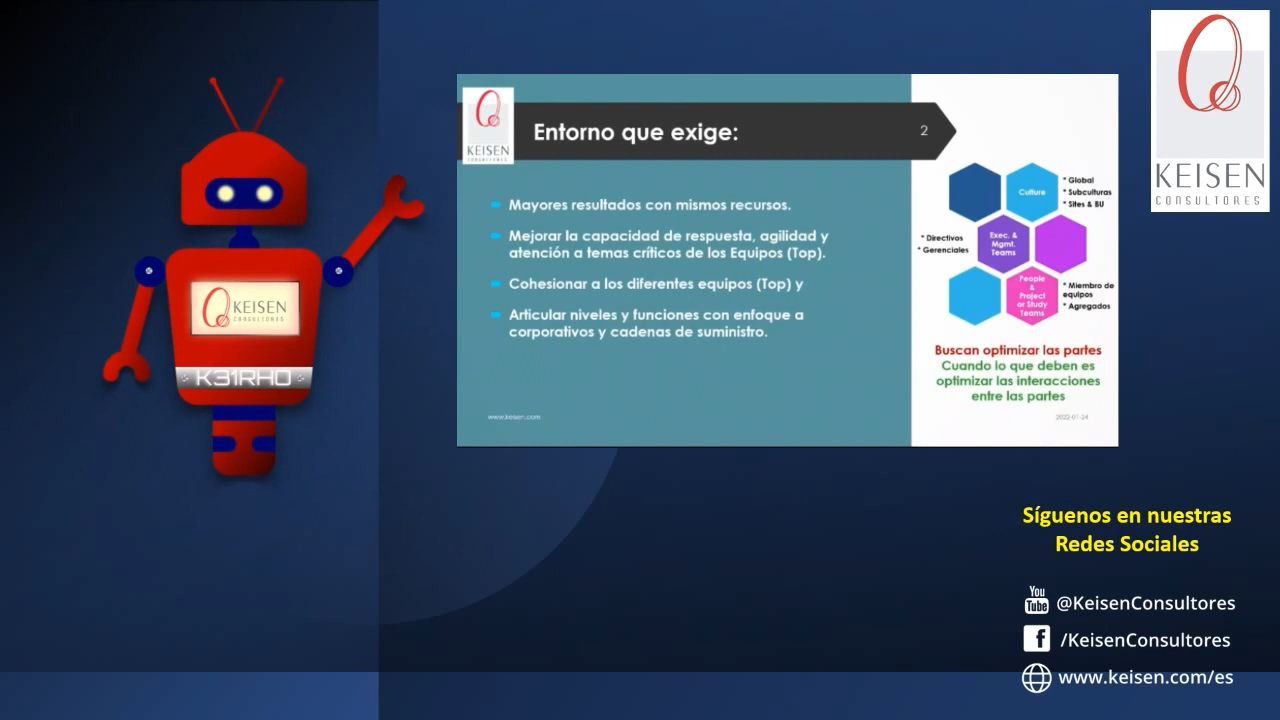 KEISEN
CONSULTORES
K31RHO
KEISEN
CONSULTORES
Entorno que exige:
2
Mayores resultados con mismos recursos.
Mejorar la capacidad de respuesta, agilidad y
atención a temas críticos de los Equipos (Top).
Cohesionar a los diferentes equipos (Top) y
Articular niveles y funciones con enfoque a
corporativos y cadenas de suministro.
www.keisen.com
Culture
* Global
* Subculturas
* Sites & BU
* Directivos
* Gerenciales
Exec. &
Mgmt.
Teams
People
&
Project
or Study
Teams
* Miembro de
equipos
* Agregados
Buscan optimizar las partes
Cuando lo que deben es
optimizar las interacciones
entre las partes
2022-01-24
KEISEN
CONSULTORES
Síguenos en nuestras
Redes Sociales
You
Tube
@KeisenConsultores
f
/KeisenConsultores
www.keisen.com/es